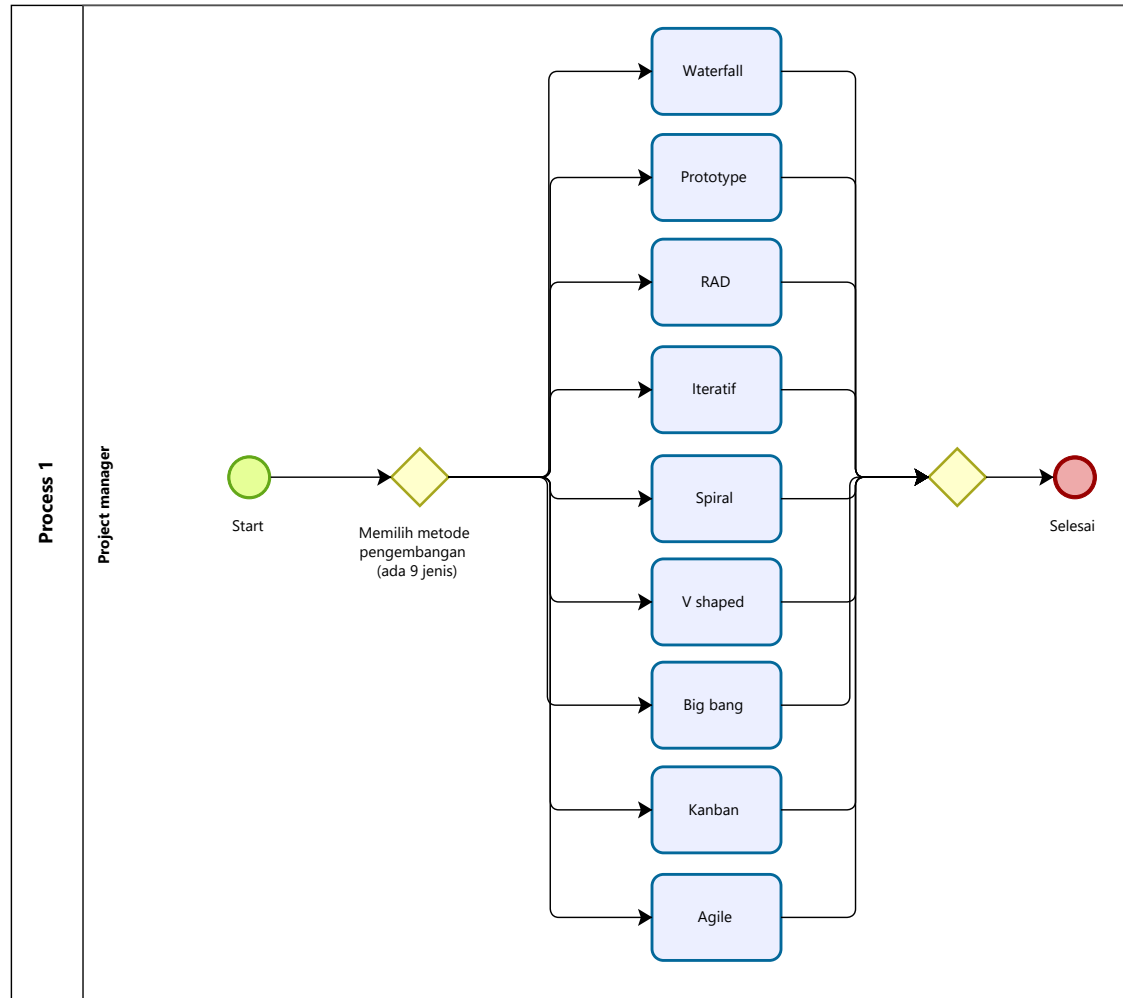 Process 1
Project manager
Start
Memilih metode
pengembangan
(ada 9 jenis)
Waterfall
Prototype
RAD
Iteratif
Spiral
V shaped
Big bang
Kanban
Agile
Selesai